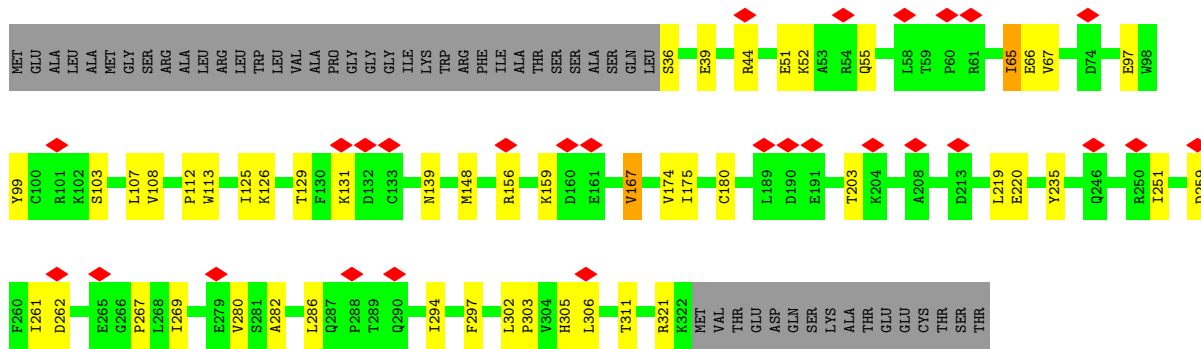 MET GLU ALA LEU ALA MET GLY SER ARG ALA LEU ARG LEU TRP LEU VAL ALA PRO GLY GLY GLY ILE LYS TRP ARG PHE ILE ALA THR SER SER ALA SER GLN LEU S36 E39 R44 E51 K52 A53 R54 Q55 L58 T59 P60 R61 I65 E66 V67 D74 E97 W98
Y99 C100 R101 K102 S103 L107 V108 P112 W113 I125 K126 T129 F130 K131 D132 C133 N139 M148 R156 K159 D160 E161 V167 V174 I175 C180 L189 D190 E191 T203 K204 A208 D213 L219 E220 Y235 Q246 R250 I251 D259
F260 I261 D262 E265 G266 P267 L268 I269 E279 V280 S281 A282 L286 Q287 P288 T289 Q290 I294 F297 L302 P303 V304 H305 L306 T311 R321 K322 MET VAL THR GLU ASP GLN SER LYS ALA THR GLU GLU CYS THR SER THR